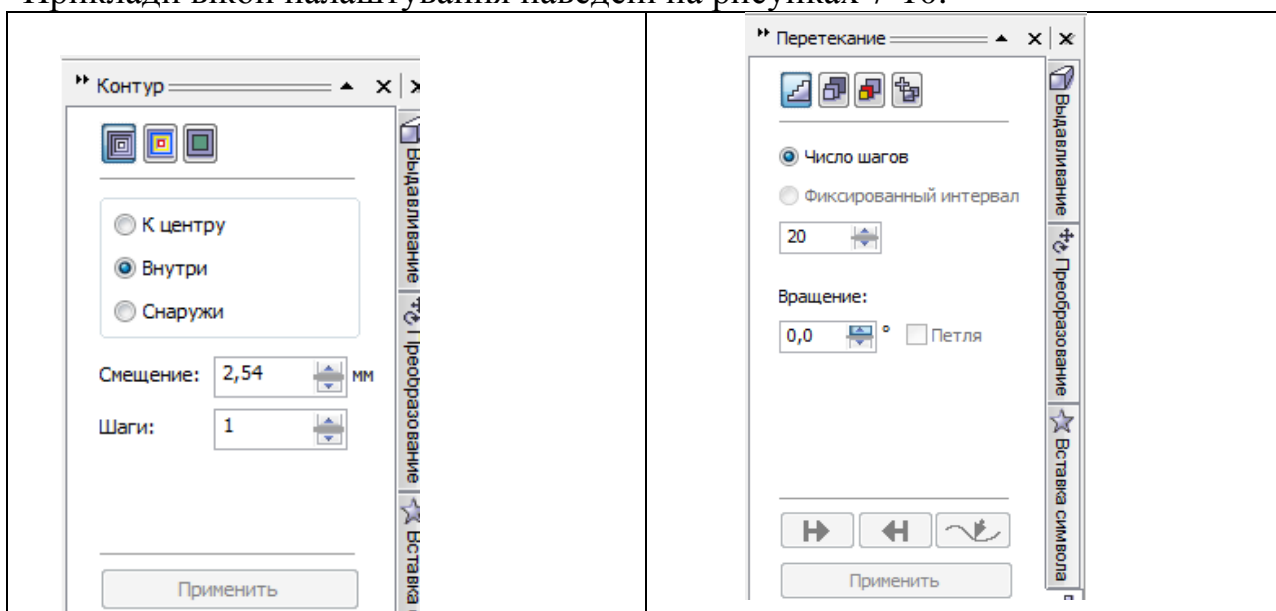 Приклади вікон налаштування наведені на рисунках 7-10.
Контур
К центру
Внутри
Снаружи
Смещение: 2,54 мм
Шаги: 1
Применить
Выдавливание
Преобразование
Вставка
Перетекание
Число шагов
Фиксированный интервал
20
Вращение:
0,0 ° Петля
Применить
Выдавливание
Преобразование
Вставка символа